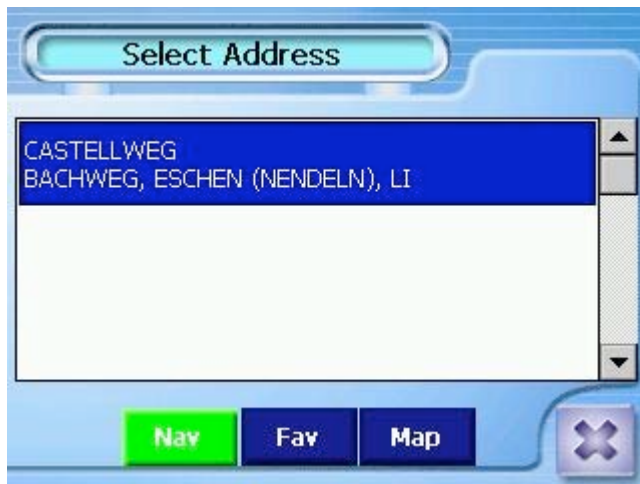 Select Address
CASTELLWEG
BACHWEG, ESCHEN (NENDELN), LI
Nav Fav Map